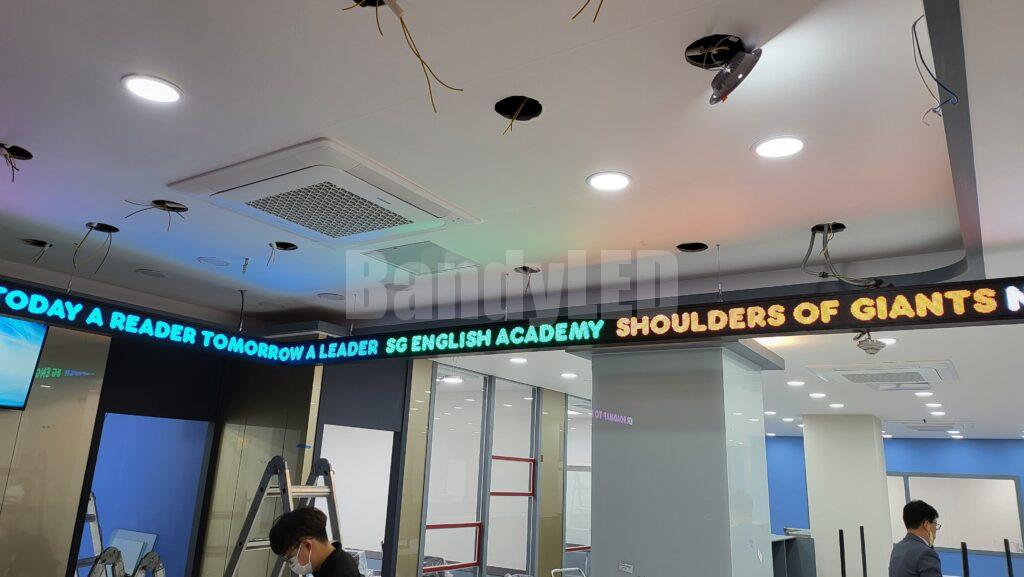 TODAY A READER TOMORROW A LEADER SG ENGLISH ACADEMY SHOULDERS OF GIANTS N
BandyLED